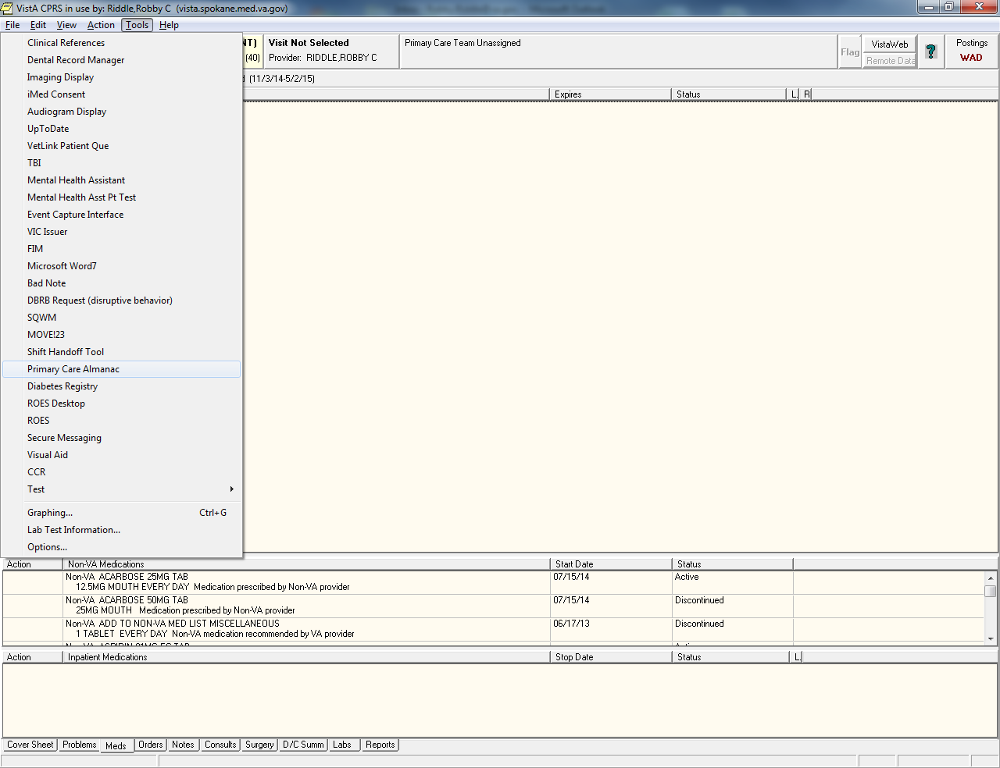 VistA CPRS in use by: Riddle,Robby C (vista.spokane.med.va.gov)
File Edit View Action Tools Help
Clinical References
Dental Record Manager
Imaging Display
iMed Consent
Audiogram Display
UpToDate
VetLink Patient Que
TBI
Mental Health Assistant
Mental Health Asst Pt Test
Event Capture Interface
VIC Issuer
FIM
Microsoft Word7
Bad Note
DBRB Request (disruptive behavior)
SQWM
MOVE!23
Shift Handoff Tool
Primary Care Almanac
Diabetes Registry
ROES Desktop
ROES
Secure Messaging
Visual Aid
CCR
Test
Graphing... Ctrl+G
Lab Test Information...
Options...
NT) Visit Not Selected Primary Care Team Unassigned
(40) Provider: RIDDLE,ROBBY C
Flag VistaWeb ? Postings
Remote Data WAD
(11/3/14-5/2/15)
Expires Status L R
Action Non-VA Medications Start Date Status
Non-VA ACARBOSE 25MG TAB 07/15/14 Active
12.5MG MOUTH EVERY DAY Medication prescribed by Non-VA provider
Non-VA ACARBOSE 50MG TAB 07/15/14 Discontinued
25MG MOUTH Medication prescribed by Non-VA provider
Non-VA ADD TO NON-VA MED LIST MISCELLANEOUS 06/17/13 Discontinued
1 TABLET EVERY DAY Non-VA medication recommended by VA provider
Non-VA ASPIRIN 81MG EC TAB Active
Action Inpatient Medications Stop Date Status L
Cover Sheet Problems Meds Orders Notes Consults Surgery D/C Summ Labs Reports